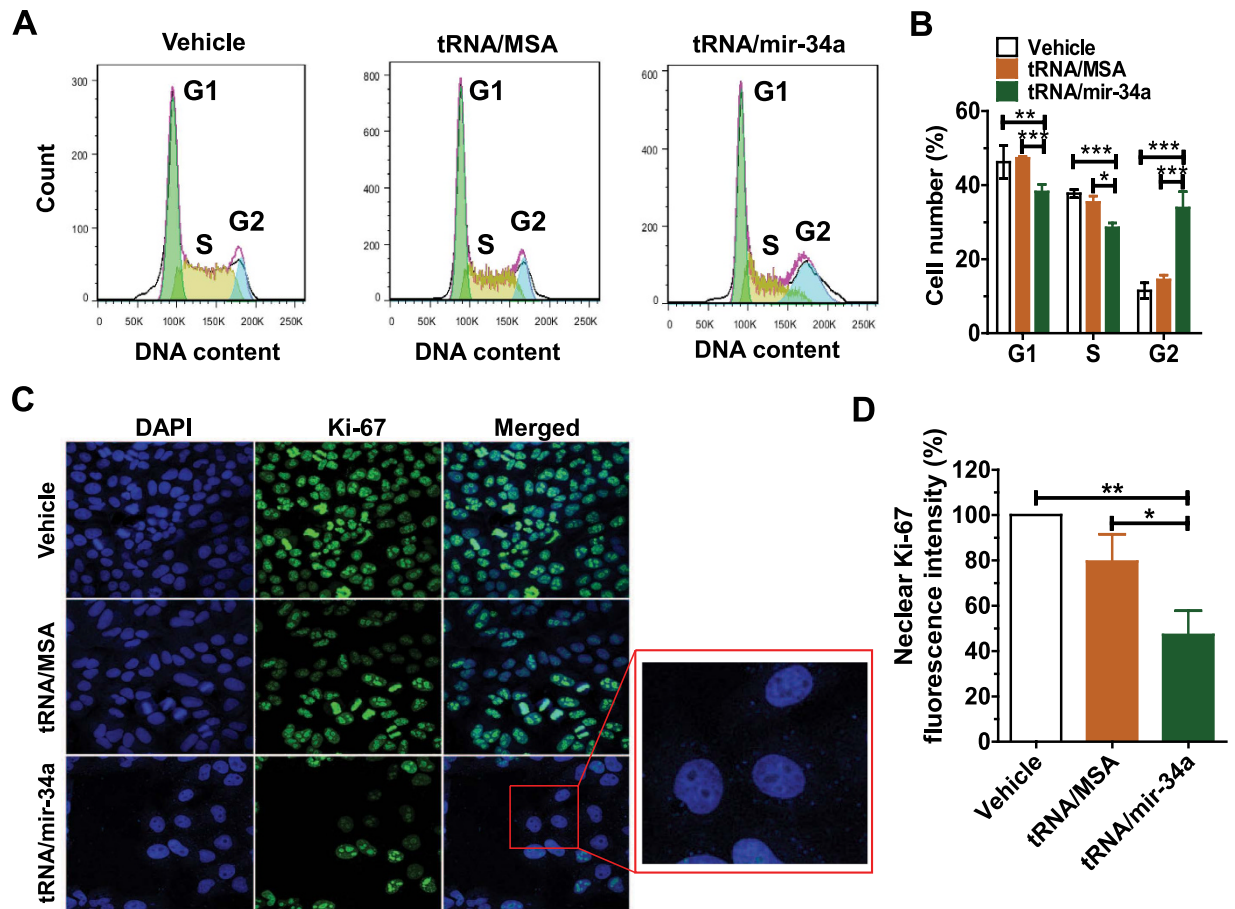 A
Vehicle
tRNA/MSA
tRNA/mir-34a
Count
300
200
100
0
G1
S
G2
0 50K 100K 150K 200K 250K
DNA content
800
600
400
200
0
G1
S
G2
0 50K 100K 150K 200K 250K
DNA content
600
400
200
0
G1
S
G2
0 50K 100K 150K 200K 250K
DNA content
B
Vehicle
tRNA/MSA
tRNA/mir-34a
Cell number (%)
60
40
20
0
** *** *** * *** ***
G1 S G2
C
DAPI Ki-67 Merged
Vehicle
tRNA/MSA
tRNA/mir-34a
D
Neclear Ki-67
fluorescence intensity (%)
120
100
80
60
40
20
0
**
*
Vehicle
tRNA/MSA
tRNA/mir-34a